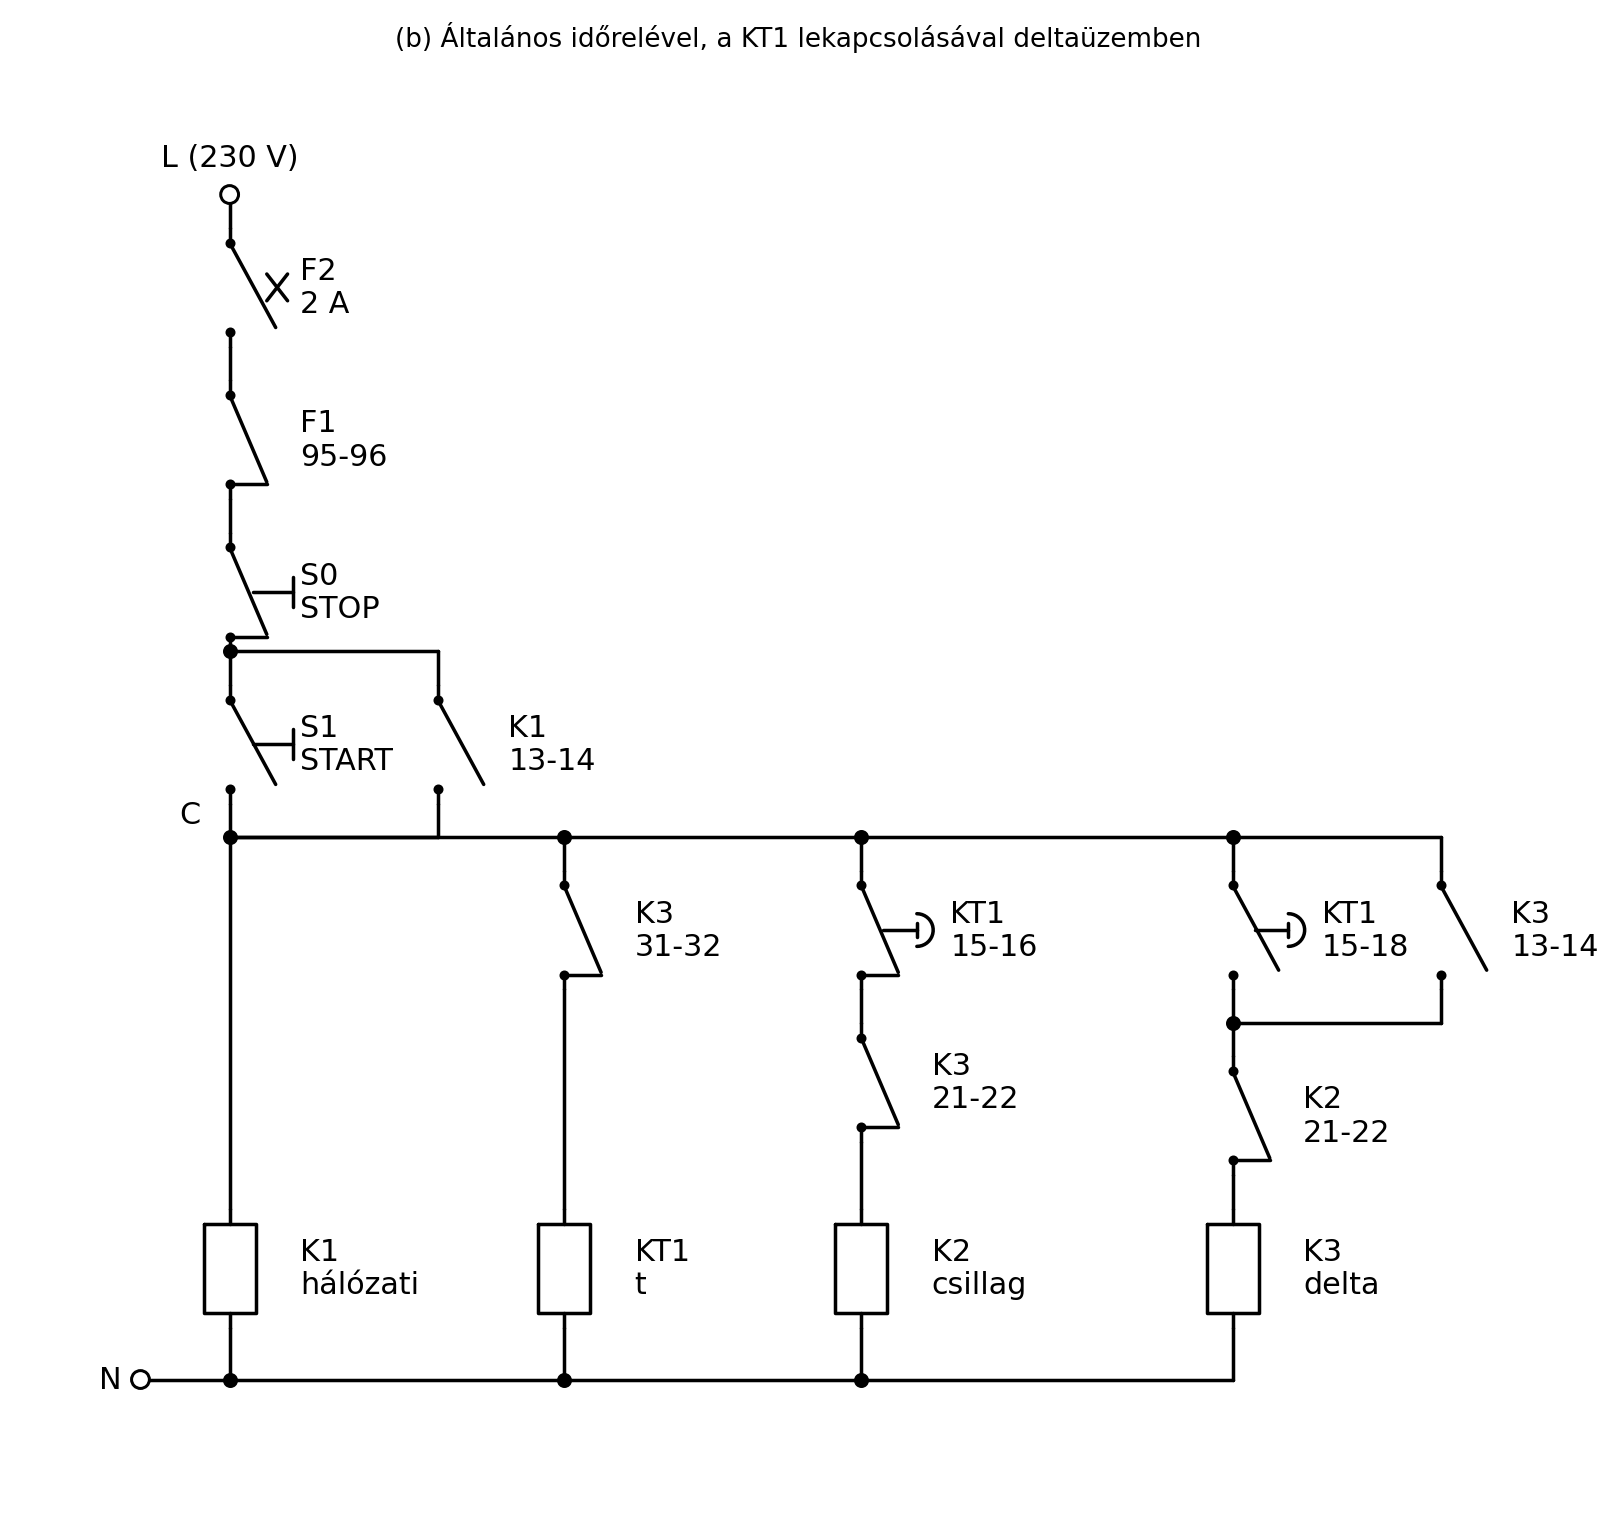 (b) Általános időrelével, a KT1 lekapcsolásával deltaüzemben
L (230 V)
F2
2 A
F1
95-96
S0
STOP
S1
START
K1
13-14
C
K3
31-32
KT1
15-16
KT1
15-18
K3
13-14
K3
21-22
K2
21-22
K1
hálózati
KT1
t
K2
csillag
K3
delta
N